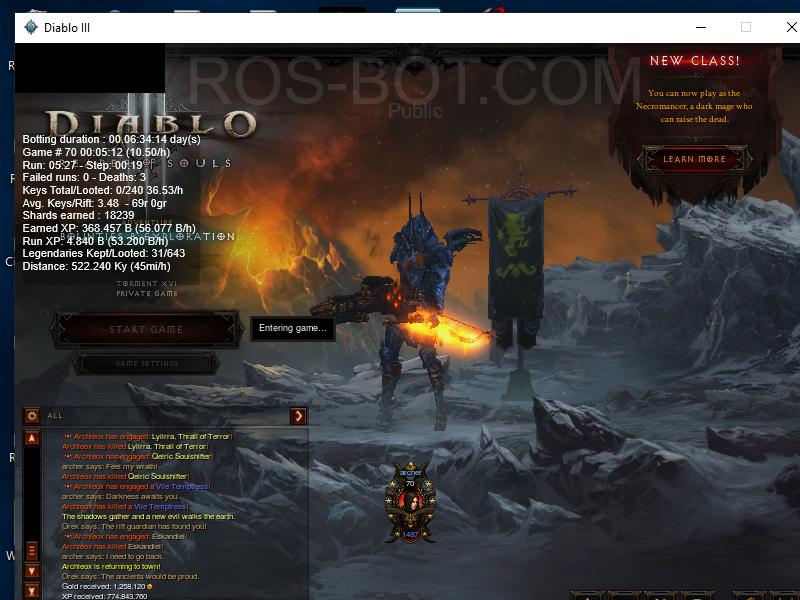 Diablo III
ROS-BOT.COM
Public
NEW CLASS!
You can now play as the
Necromancer, a dark mage who
can raise the dead.
LEARN MORE
DIABLO
Botting duration : 00.06:34:14 day(s)
Game # 70 00:05:12 (10.50/h)
OF SOULS
Run: 05:27 - Step: 00:19
Failed runs: 0 - Deaths: 3
Keys Total/Looted: 0/240 36.53/h
Avg. Keys/Rift: 3.48 - 69r 0gr
Shards earned : 18239
ADVENTURE
Earned XP: 368.457 B (56.077 B/h)
EXPLORATION
Run XP: 4.840 B (53.200 B/h)
Legendaries Kept/Looted: 31/643
Distance: 522.240 Ky (45mi/h)
TORMENT XVI
PRIVATE GAME
START GAME
Entering game...
GAME SETTINGS
ALL
Archleox has engaged Lylirra, Thrall of Terror!
Archleox has killed Lylirra, Thrall of Terror!
Archleox has engaged Qelric Soulshifter!
archer says: Feel my wrath!
Archleox has killed Qelric Soulshifter!
Archleox has engaged a Vile Temptress!
archer says: Darkness awaits you.
Archleox has killed a Vile Temptress!
The shadows gather and a new evil walks the earth.
Orek says: The rift guardian has found you!
Archleox has engaged Eskandiel!
Archleox has killed Eskandiel!
archer says: I need to go back.
Archleox is returning to town!
Orek says: The ancients would be proud.
Gold received: 1,258,120
XP received: 774,843,760
archer
70
1487